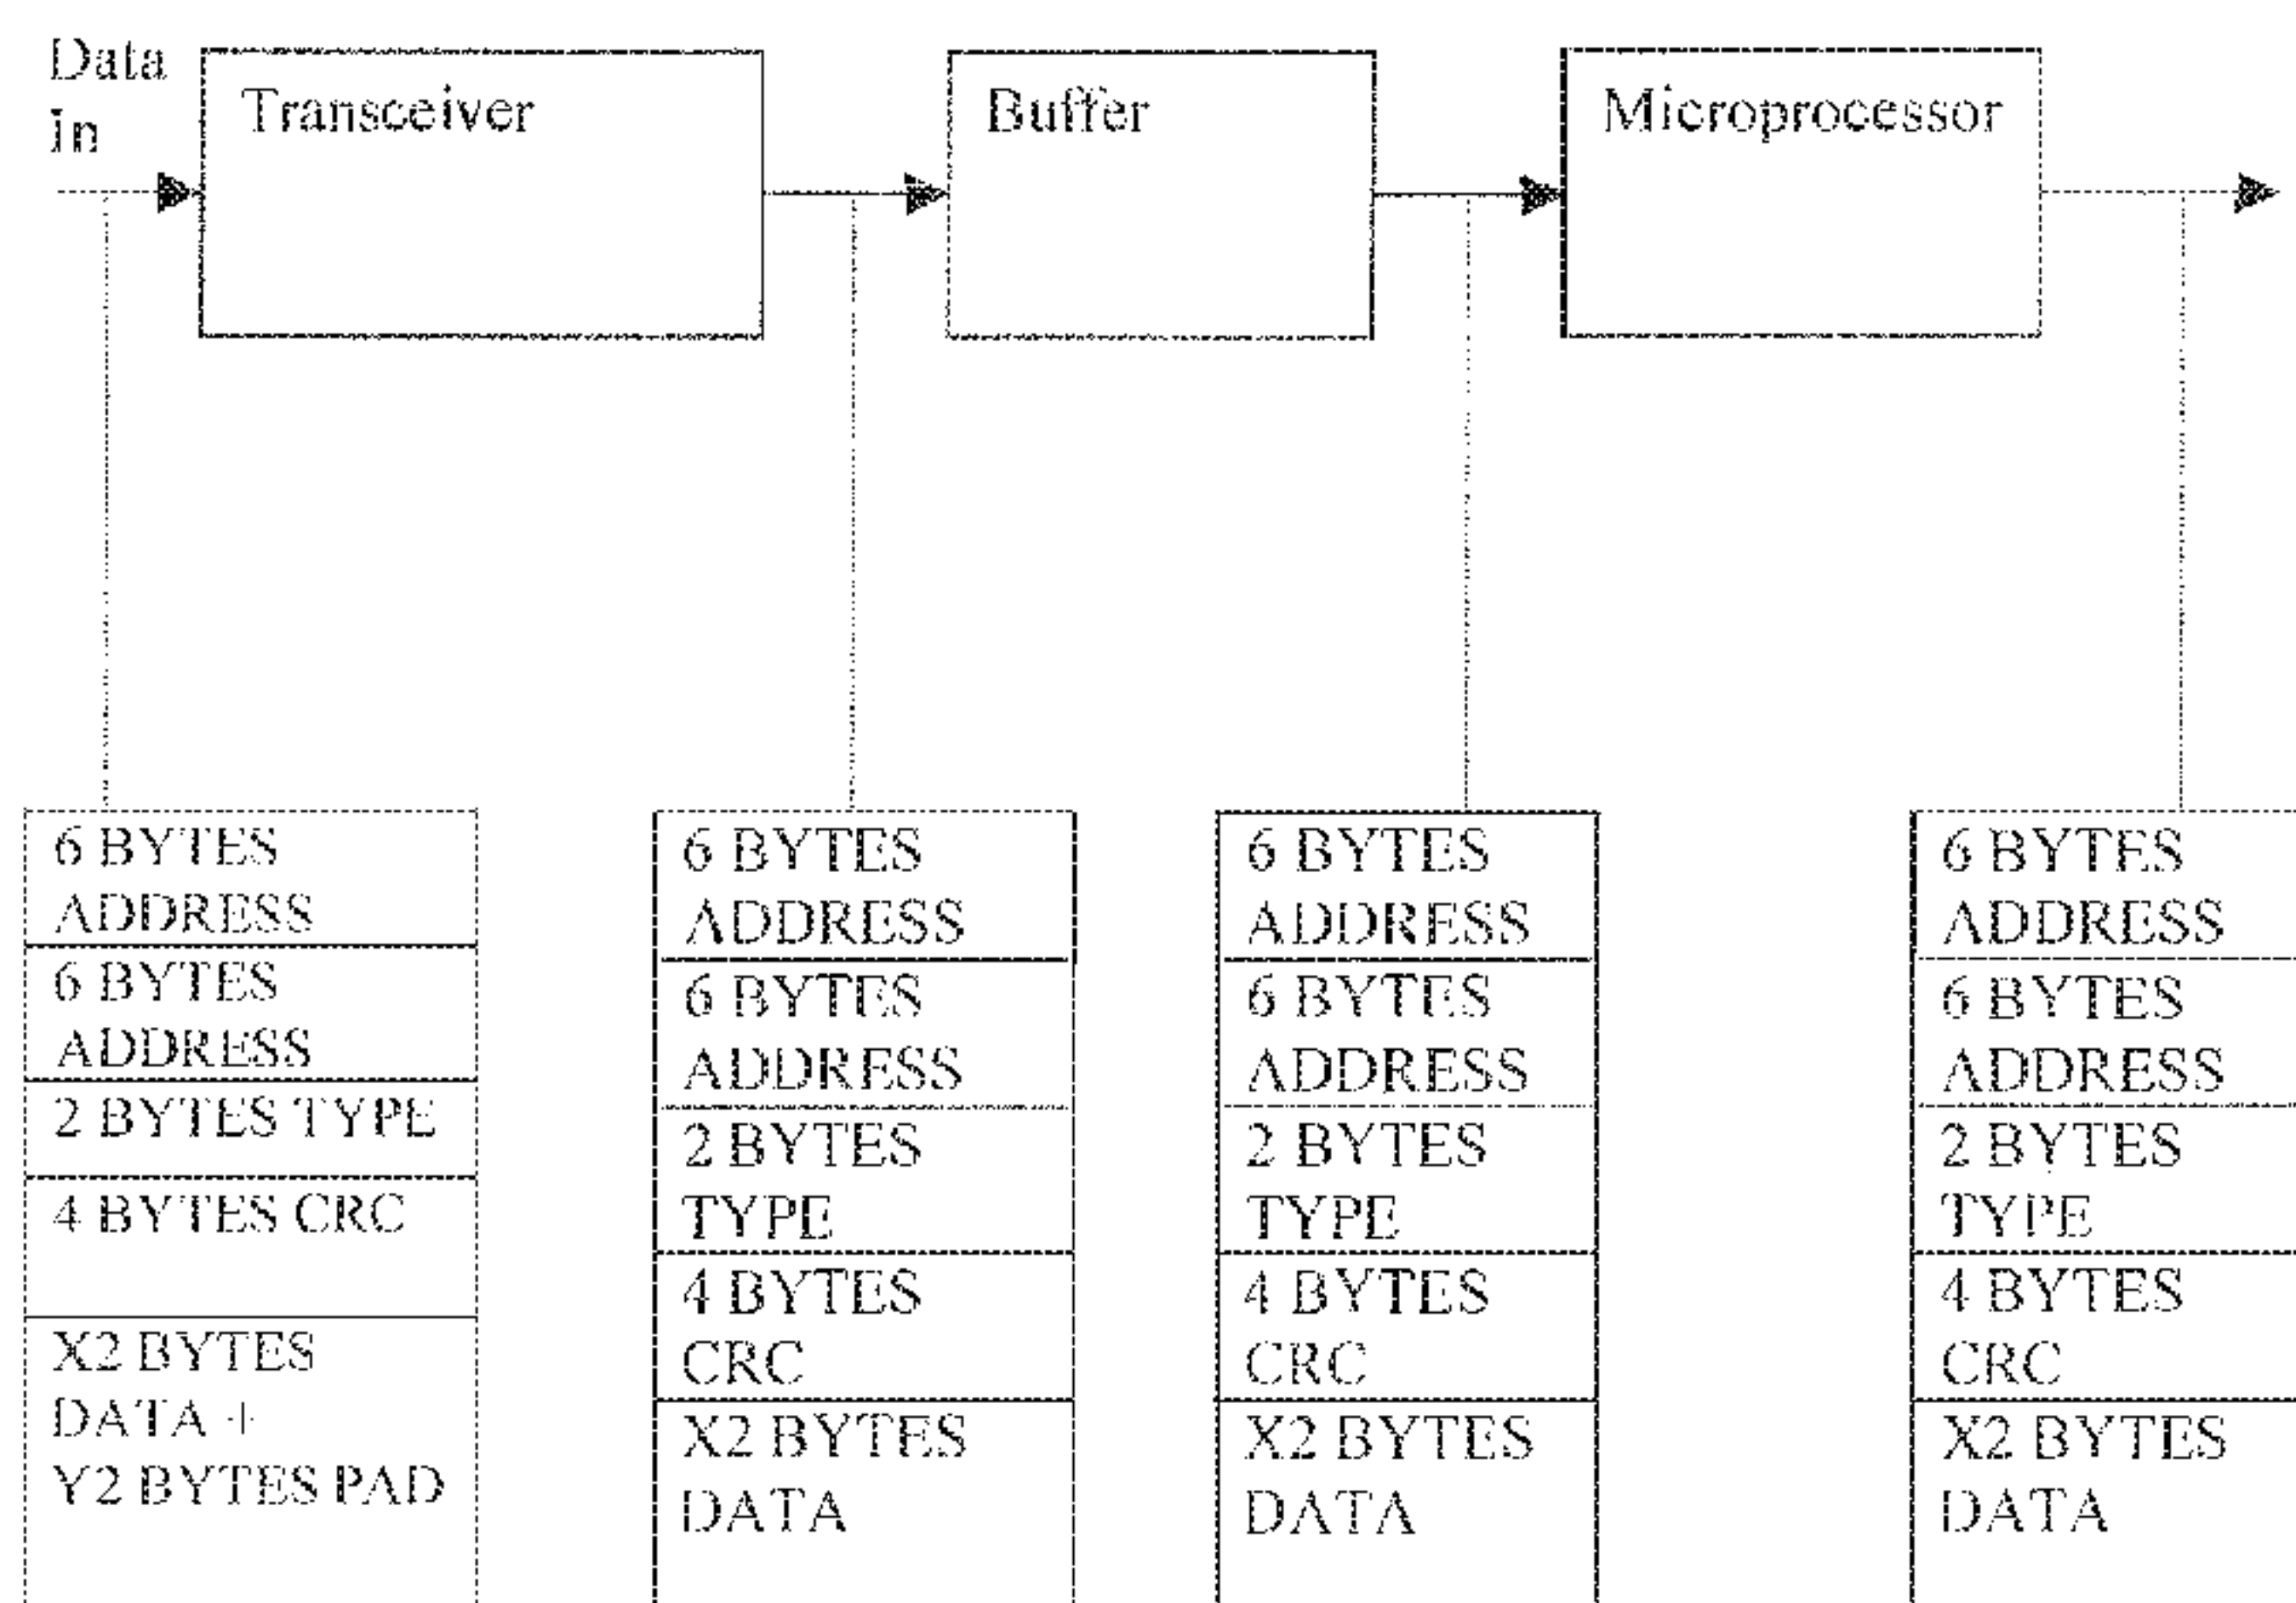 Data
In
Transceiver
Buffer
Microprocessor
6 BYTES
ADDRESS
6 BYTES
ADDRESS
2 BYTES TYPE
4 BYTES CRC
X2 BYTES
DATA +
Y2 BYTES PAD
6 BYTES
ADDRESS
6 BYTES
ADDRESS
2 BYTES
TYPE
4 BYTES
CRC
X2 BYTES
DATA
6 BYTES
ADDRESS
6 BYTES
ADDRESS
2 BYTES
TYPE
4 BYTES
CRC
X2 BYTES
DATA
6 BYTES
ADDRESS
6 BYTES
ADDRESS
2 BYTES
TYPE
4 BYTES
CRC
X2 BYTES
DATA